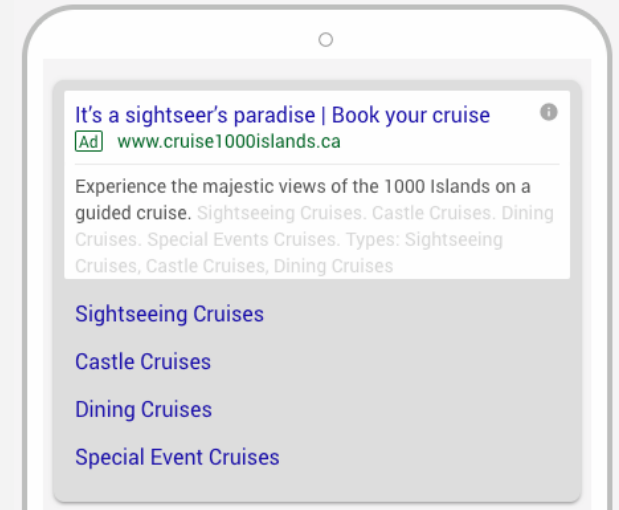 It's a sightseer's paradise | Book your cruise
Ad www.cruise1000islands.ca
Experience the majestic views of the 1000 Islands on a
guided cruise. Sightseeing Cruises. Castle Cruises. Dining
Cruises. Special Events Cruises. Types: Sightseeing
Cruises, Castle Cruises, Dining Cruises
Sightseeing Cruises
Castle Cruises
Dining Cruises
Special Event Cruises